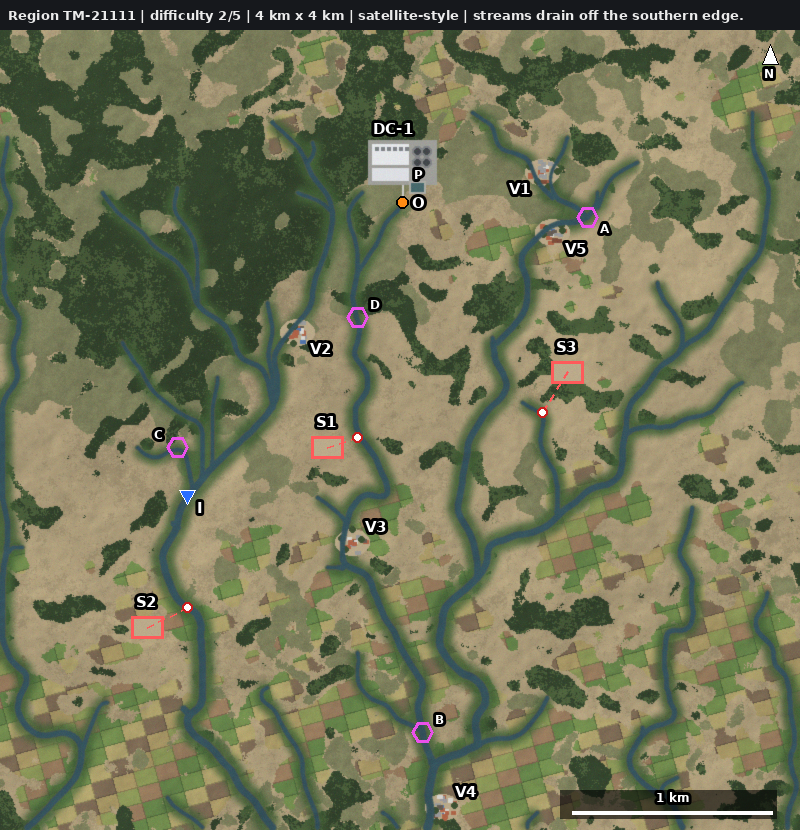 Region TM-21111 | difficulty 2/5 | 4 km x 4 km | satellite-style | streams drain off the southern edge.
N
DC-1
P
O
V1
A
V5
D
V2
S3
S1
C
I
V3
S2
B
V4
1 km